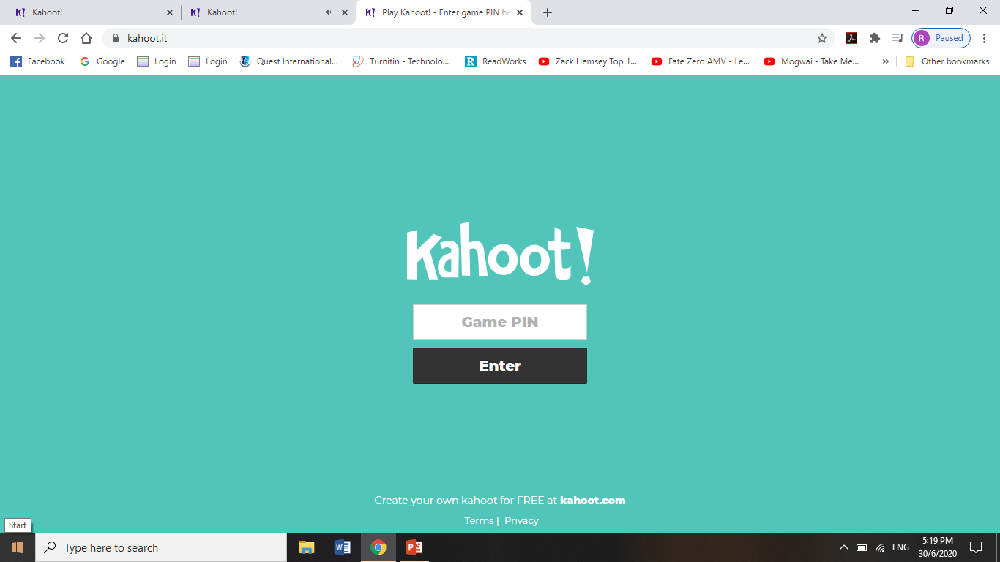 Kahoot!
Kahoot!
Play Kahoot! - Enter game PIN he
kahoot.it
R Paused
Facebook
Google
Login
Login
Quest International...
Turnitin - Technolo...
ReadWorks
Zack Hemsey Top 1...
Fate Zero AMV - Le...
Mogwai - Take Me...
»
Other bookmarks
Kahoot!
Game PIN
Enter
Create your own kahoot for FREE at kahoot.com
Terms | Privacy
Start
Type here to search
ENG
5:19 PM
30/6/2020